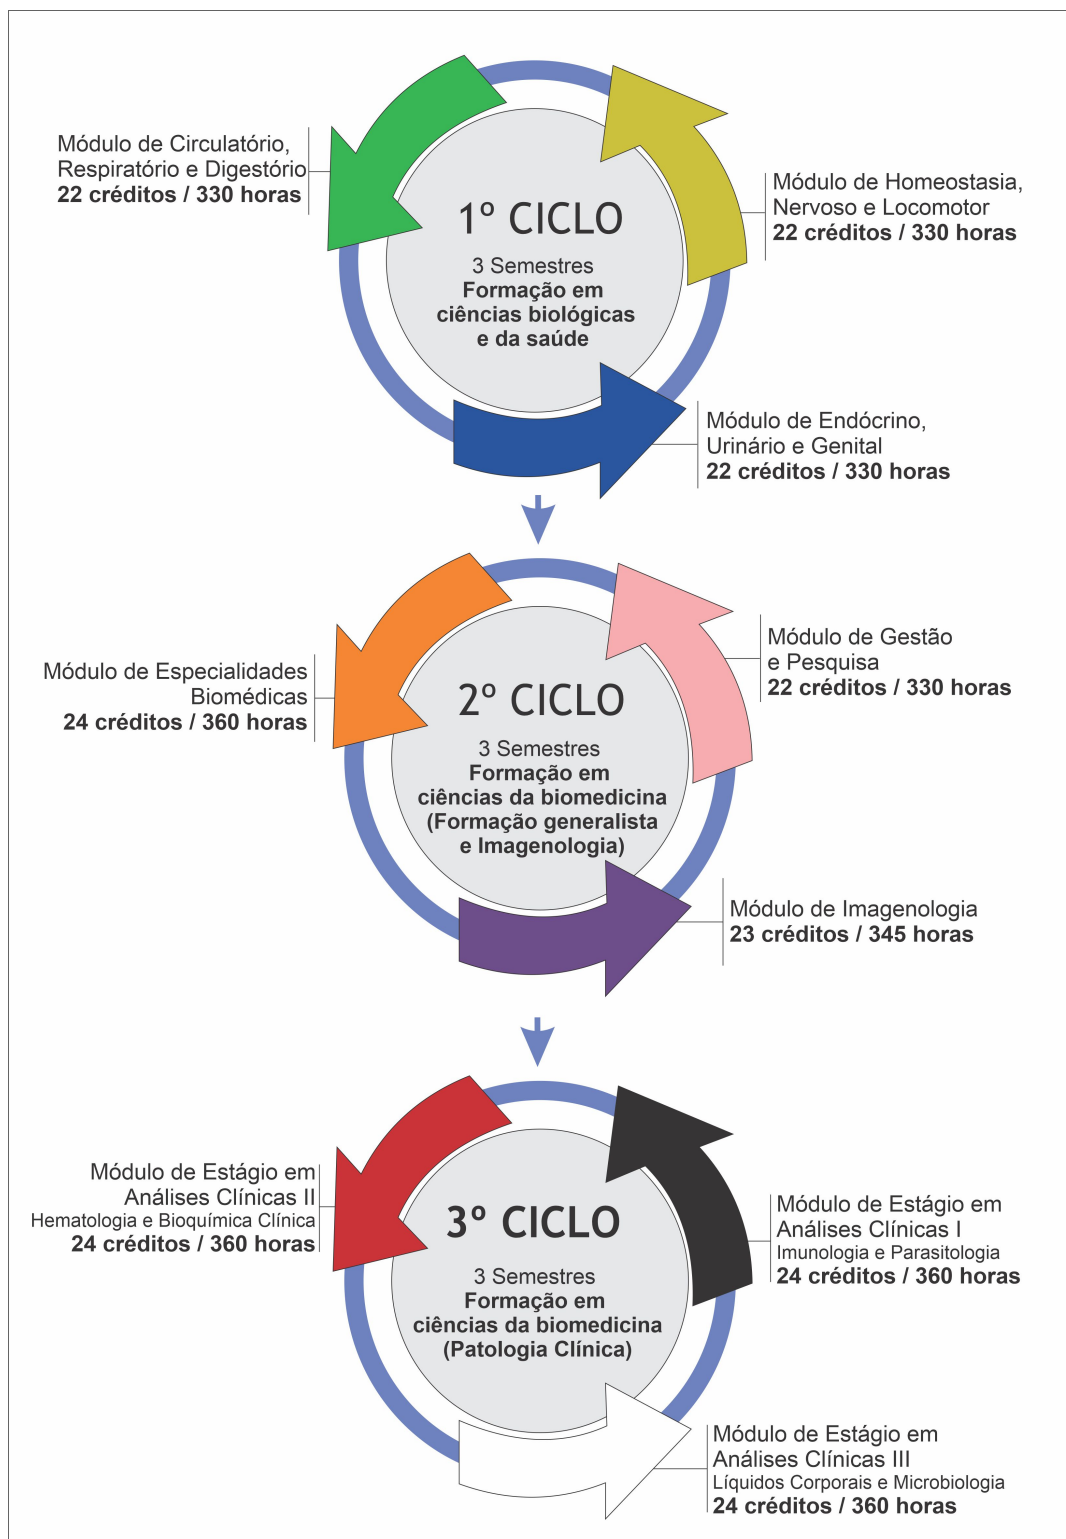 Módulo de Circulatório,
Respiratório e Digestório
22 créditos / 330 horas
1º CICLO
3 Semestres
Formação em
ciências biológicas
e da saúde
Módulo de Homeostasia,
Nervoso e Locomotor
22 créditos / 330 horas
Módulo de Endócrino,
Urinário e Genital
22 créditos / 330 horas
Módulo de Especialidades
Biomédicas
24 créditos / 360 horas
2º CICLO
3 Semestres
Formação em
ciências da biomedicina
(Formação generalista
e Imagenologia)
Módulo de Gestão
e Pesquisa
22 créditos / 330 horas
Módulo de Imagenologia
23 créditos / 345 horas
Módulo de Estágio em
Análises Clínicas II
Hematologia e Bioquímica Clínica
24 créditos / 360 horas
3º CICLO
3 Semestres
Formação em
ciências da biomedicina
(Patologia Clínica)
Módulo de Estágio em
Análises Clínicas I
Imunologia e Parasitologia
24 créditos / 360 horas
Módulo de Estágio em
Análises Clínicas III
Líquidos Corporais e Microbiologia
24 créditos / 360 horas